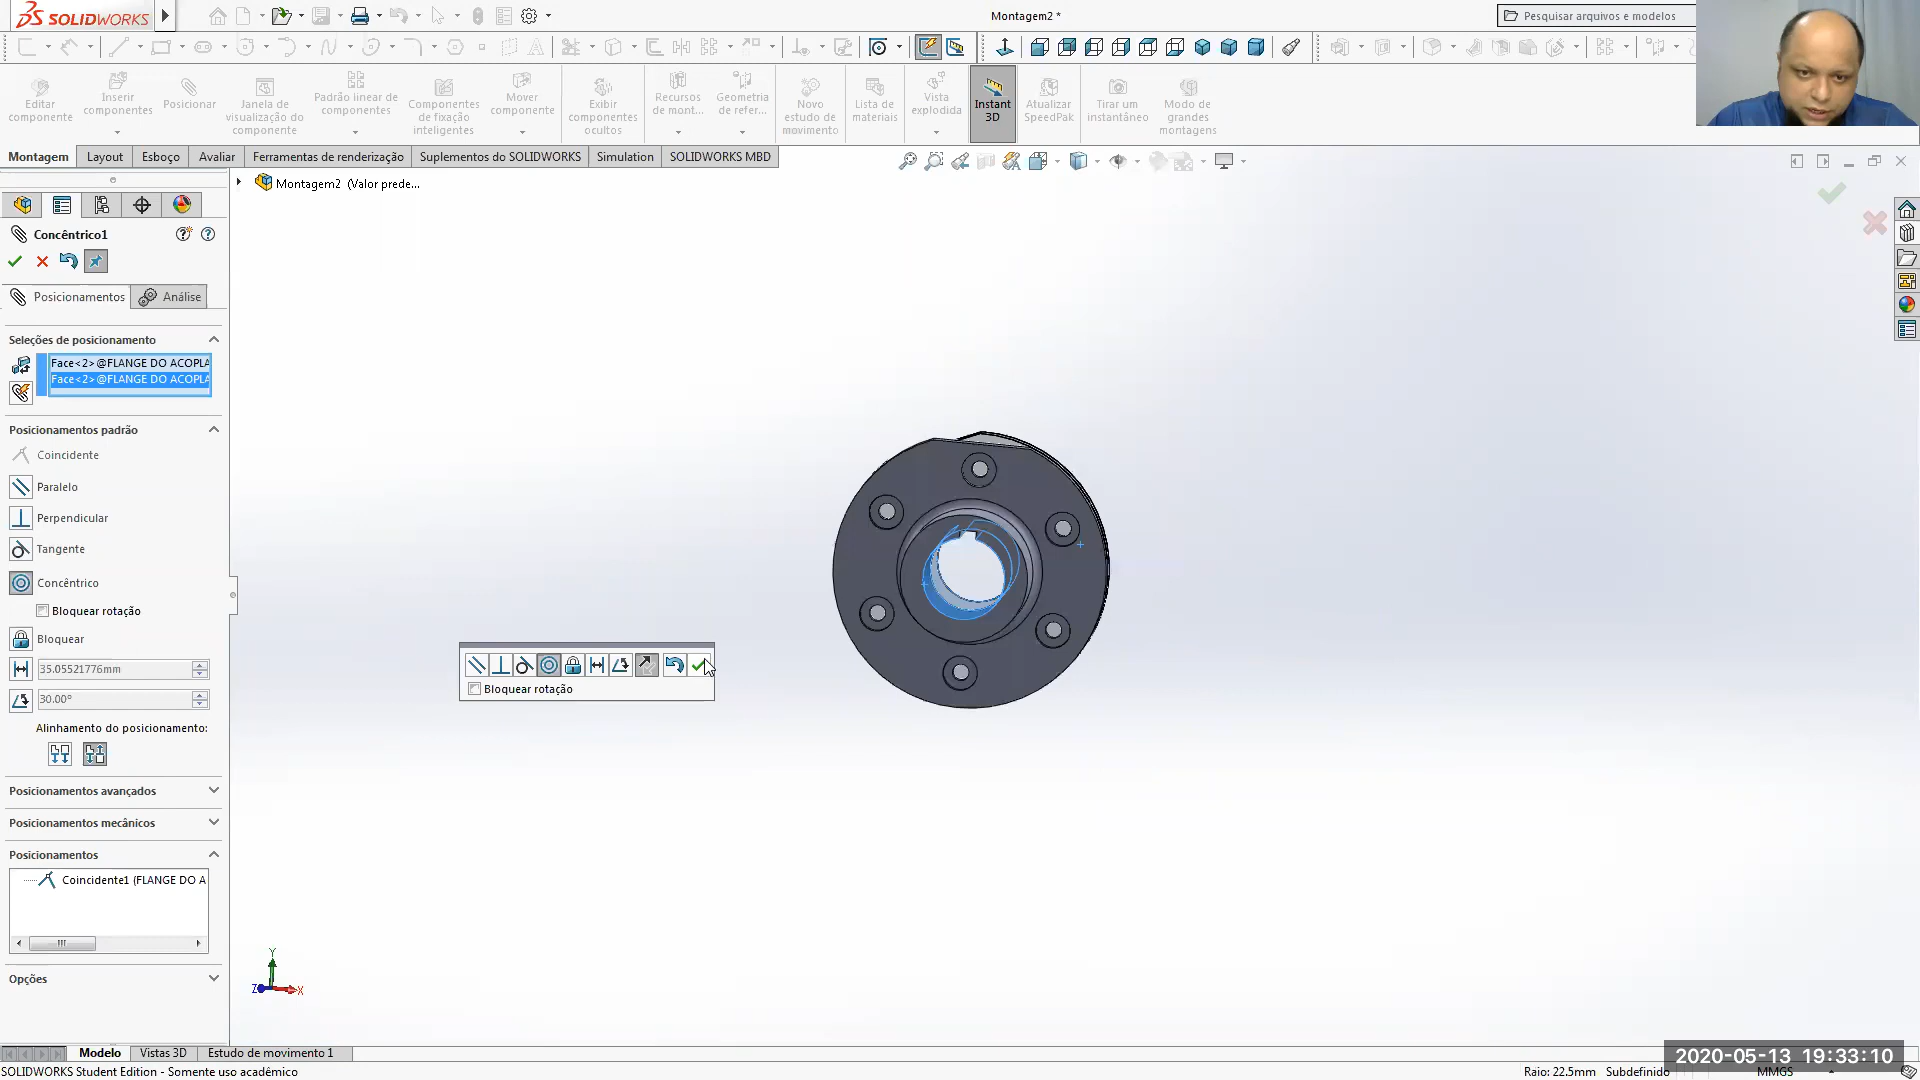 SOLIDWORKS
Montagem2 *
Pesquisar arquivos e modelos
Editar componente
Inserir componentes
Posicionar
Janela de visualização do componente
Padrão linear de componentes
Componentes de fixação inteligentes
Mover componente
Exibir componentes ocultos
Recursos de mont...
Geometria de refer...
Novo estudo de movimento
Lista de materiais
Vista explodida
Instant 3D
Atualizar SpeedPak
Tirar um instantâneo
Modo de grandes montagens
Montagem
Layout
Esboço
Avaliar
Ferramentas de renderização
Suplementos do SOLIDWORKS
Simulation
SOLIDWORKS MBD
Montagem2 (Valor prede...
Concêntrico1
Posicionamentos
Análise
Seleções de posicionamento
Face<2>@FLANGE DO ACOPLA
Face<2>@FLANGE DO ACOPLA
Posicionamentos padrão
Coincidente
Paralelo
Perpendicular
Tangente
Concêntrico
Bloquear rotação
Bloquear
35.05521776mm
30.00°
Alinhamento do posicionamento:
Posicionamentos avançados
Posicionamentos mecânicos
Posicionamentos
Coincidente1 (FLANGE DO A
Opções
Bloquear rotação
Y
Z
X
Modelo
Vistas 3D
Estudo de movimento 1
2020-05-13 19:33:10
SOLIDWORKS Student Edition - Somente uso acadêmico
Raio: 22.5mm
Subdefinido
MMGS